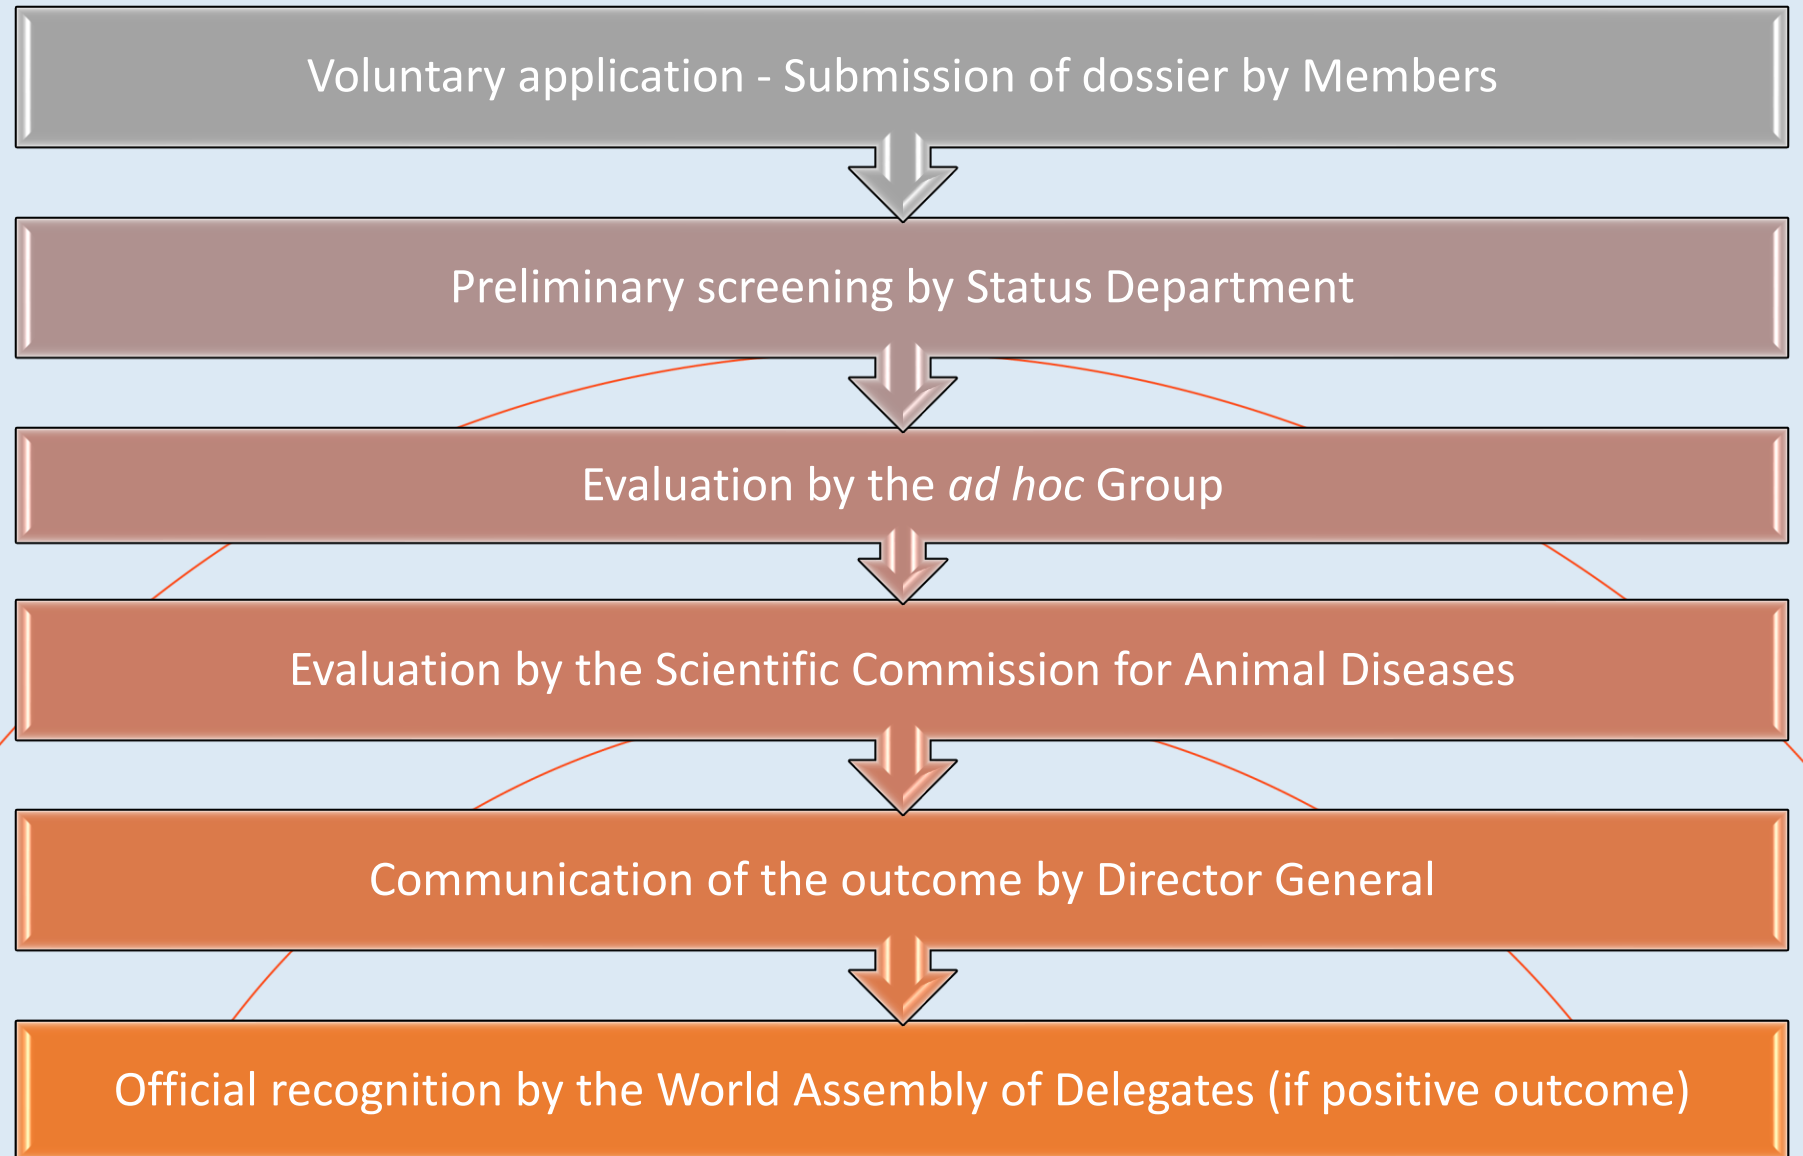 Voluntary application - Submission of dossier by Members
Preliminary screening by Status Department
Evaluation by the ad hoc Group
Evaluation by the Scientific Commission for Animal Diseases
Communication of the outcome by Director General
Official recognition by the World Assembly of Delegates (if positive outcome)